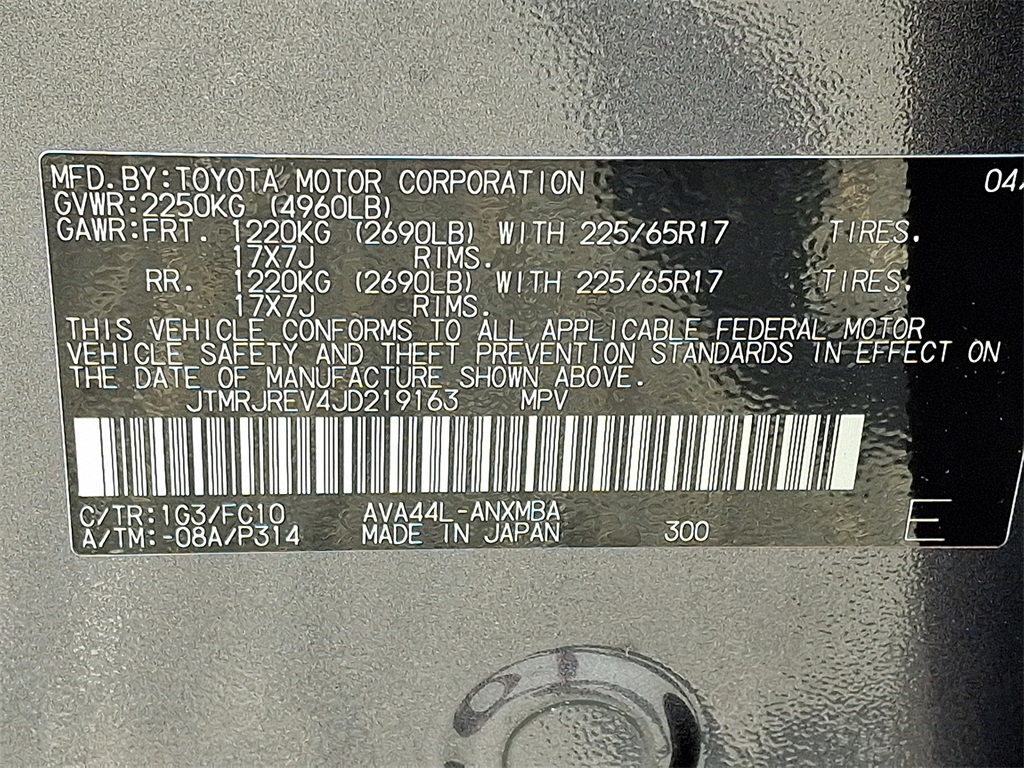 MFD.BY:TOYOTA MOTOR CORPORATION 04/
GVWR:2250KG (4960LB)
GAWR:FRT. 1220KG (2690LB) WITH 225/65R17 TIRES.
17X7J RIMS.
RR. 1220KG (2690LB) WITH 225/65R17 TIRES.
17X7J RIMS.
THIS VEHICLE CONFORMS TO ALL APPLICABLE FEDERAL MOTOR
VEHICLE SAFETY AND THEFT PREVENTION STANDARDS IN EFFECT ON
THE DATE OF MANUFACTURE SHOWN ABOVE.
JTMRJREV4JD219163 MPV
C/TR:1G3/FC10 AVA44L-ANXMBA
A/TM:-08A/P314 MADE IN JAPAN 300 E